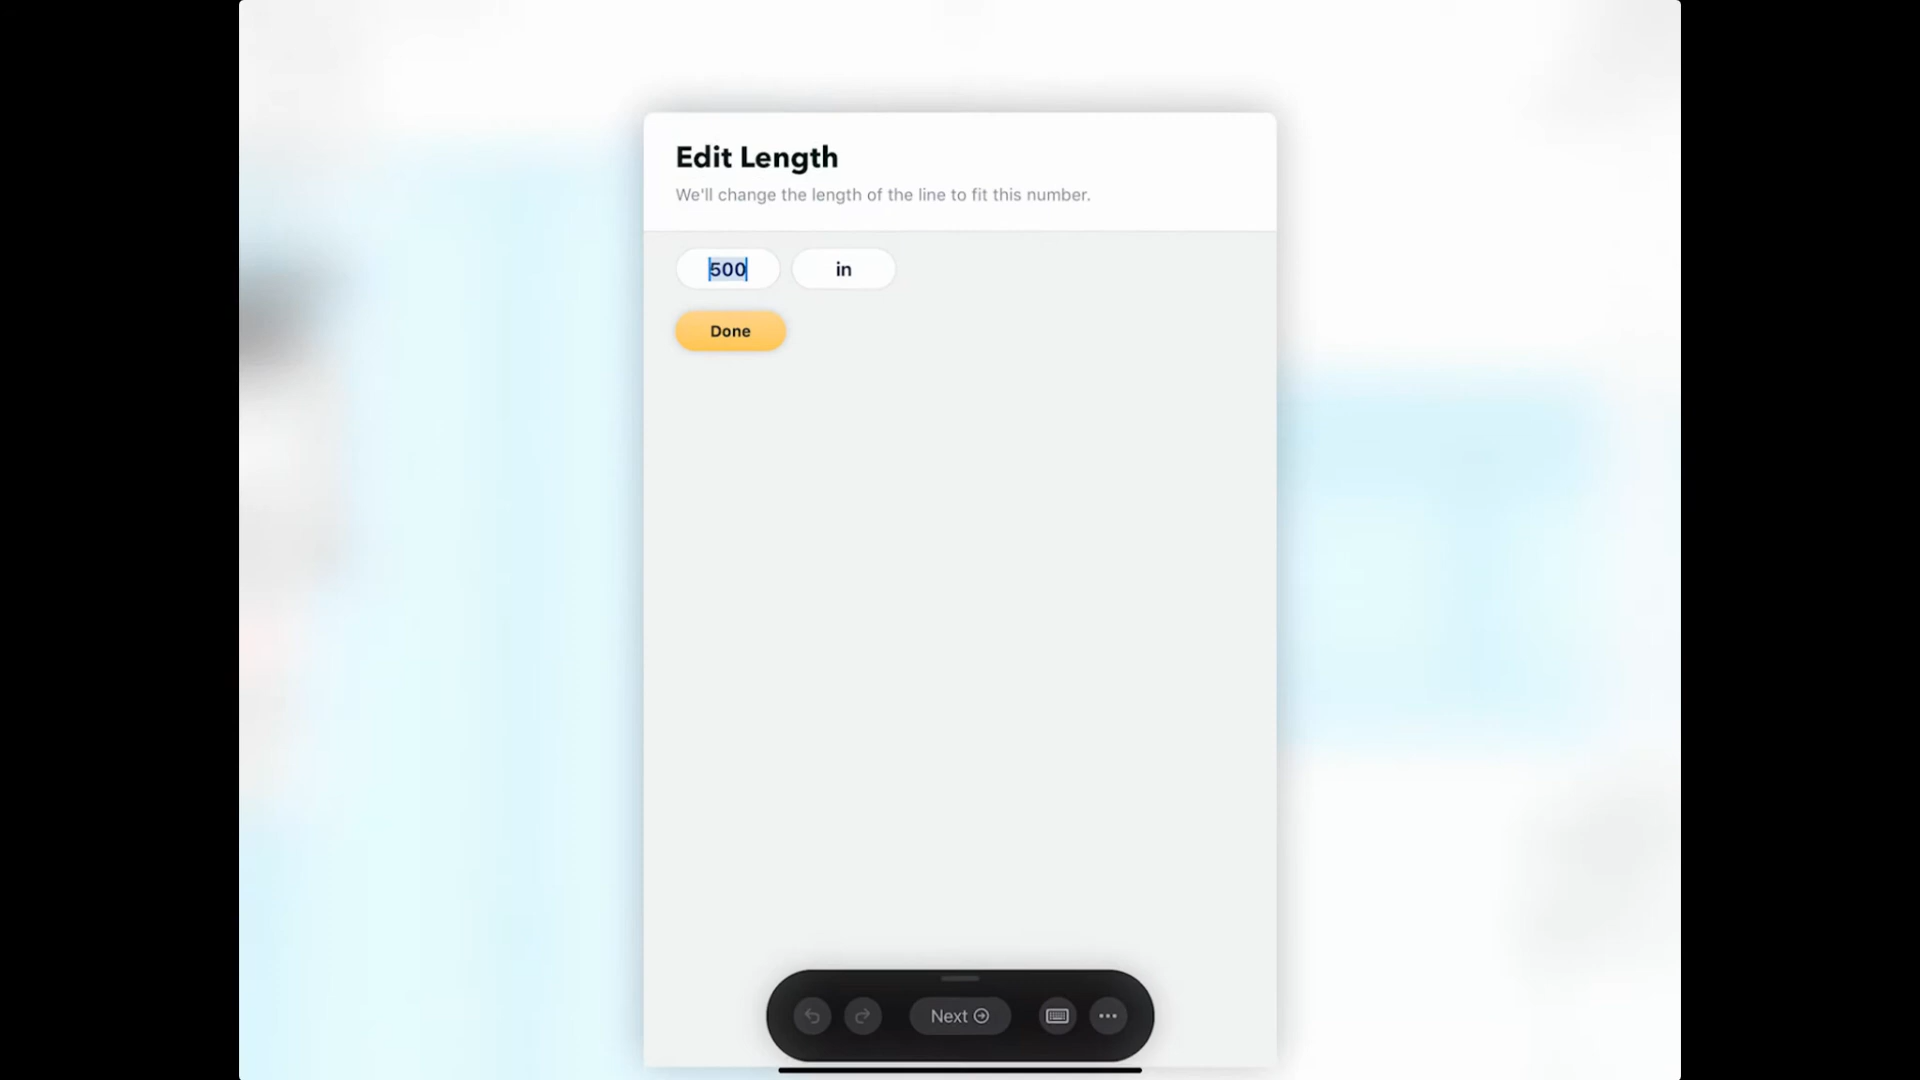 Edit Length
We'll change the length of the line to fit this number.
500 in
Done
Next